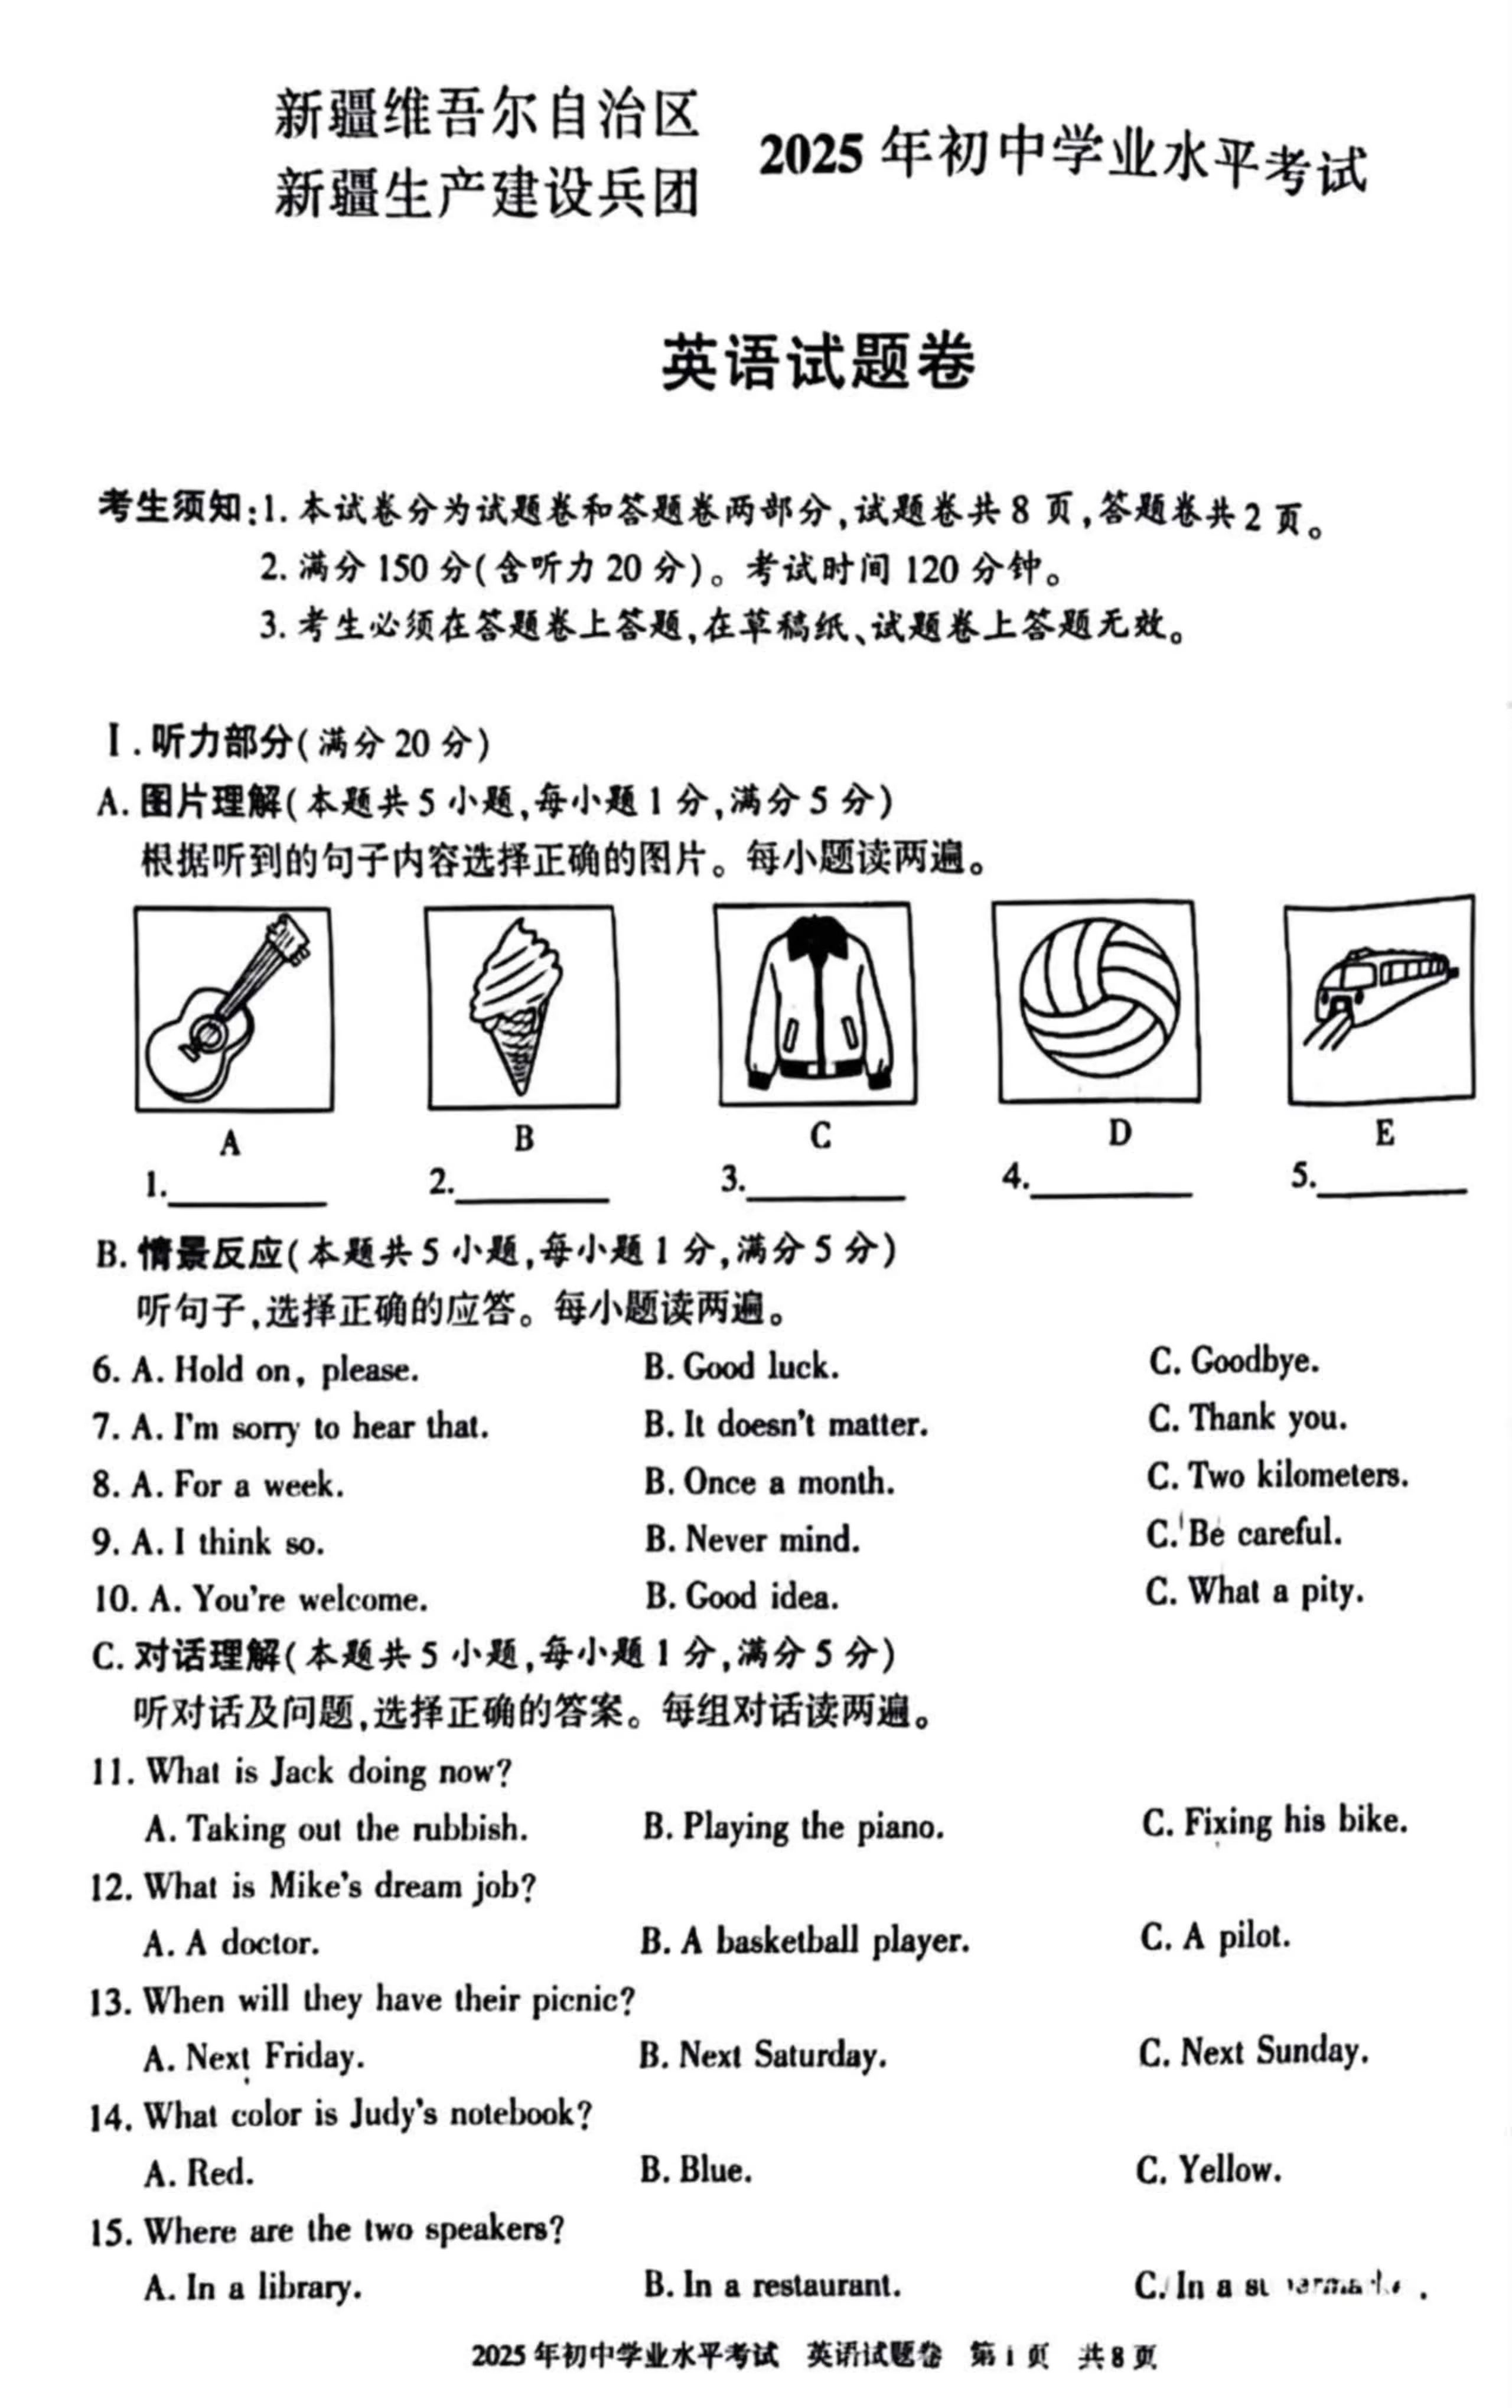 新疆维吾尔自治区
新疆生产建设兵团
2025 年初中学业水平考试
英语试题卷
考生须知:1. 本试卷分为试题卷和答题卷两部分,试题卷共 8 页,答题卷共 2 页。
2. 满分 150 分(含听力 20 分)。考试时间 120 分钟。
3. 考生必须在答题卷上答题,在草稿纸、试题卷上答题无效。
Ⅰ. 听力部分(满分 20 分)
A. 图片理解(本题共 5 小题,每小题 1 分,满分 5 分)
根据听到的句子内容选择正确的图片。每小题读两遍。
A B C D E
1.________ 2.________ 3.________ 4.________ 5.________
B. 情景反应(本题共 5 小题,每小题 1 分,满分 5 分)
听句子,选择正确的应答。每小题读两遍。
6. A. Hold on, please. B. Good luck. C. Goodbye.
7. A. I'm sorry to hear that. B. It doesn't matter. C. Thank you.
8. A. For a week. B. Once a month. C. Two kilometers.
9. A. I think so. B. Never mind. C. Be careful.
10. A. You're welcome. B. Good idea. C. What a pity.
C. 对话理解(本题共 5 小题,每小题 1 分,满分 5 分)
听对话及问题,选择正确的答案。每组对话读两遍。
11. What is Jack doing now?
A. Taking out the rubbish. B. Playing the piano. C. Fixing his bike.
12. What is Mike's dream job?
A. A doctor. B. A basketball player. C. A pilot.
13. When will they have their picnic?
A. Next Friday. B. Next Saturday. C. Next Sunday.
14. What color is Judy's notebook?
A. Red. B. Blue. C. Yellow.
15. Where are the two speakers?
A. In a library. B. In a restaurant. C. In a
2025 年初中学业水平考试 英语试题卷 第 1 页 共 8 页